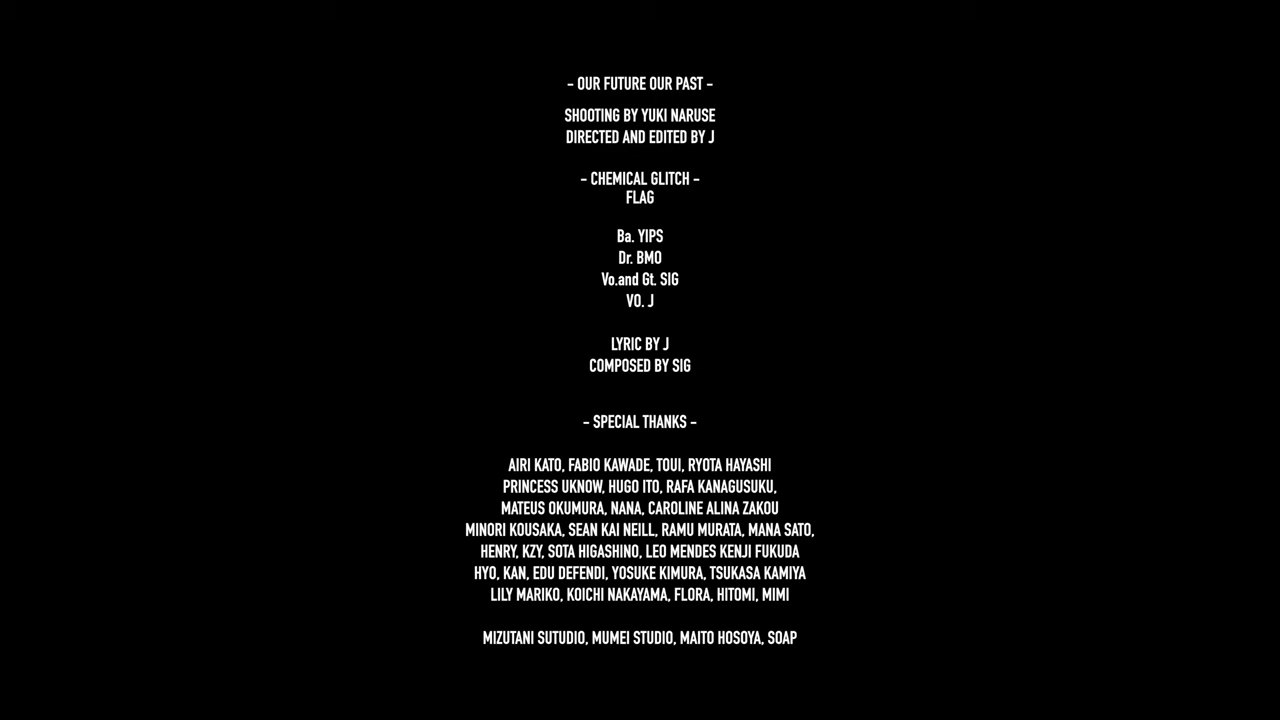 - OUR FUTURE OUR PAST -
SHOOTING BY YUKI NARUSE
DIRECTED AND EDITED BY J
- CHEMICAL GLITCH -
FLAG
Ba. YIPS
Dr. BMO
Vo.and Gt. SIG
VO. J
LYRIC BY J
COMPOSED BY SIG
- SPECIAL THANKS -
AIRI KATO, FABIO KAWADE, TOUI, RYOTA HAYASHI
PRINCESS UKNOW, HUGO ITO, RAFA KANAGUSUKU,
MATEUS OKUMURA, NANA, CAROLINE ALINA ZAKOU
MINORI KOUSAKA, SEAN KAI NEILL, RAMU MURATA, MANA SATO,
HENRY, KZY, SOTA HIGASHINO, LEO MENDES KENJI FUKUDA
HYO, KAN, EDU DEFENDI, YOSUKE KIMURA, TSUKASA KAMIYA
LILY MARIKO, KOICHI NAKAYAMA, FLORA, HITOMI, MIMI
MIZUTANI SUTUDIO, MUMEI STUDIO, MAITO HOSOYA, SOAP